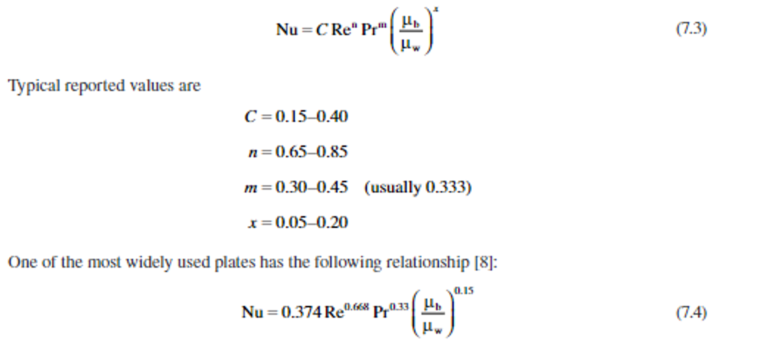 Nu = C Reⁿ Prᵐ (μb/μw)ˣ (7.3)
Typical reported values are
C = 0.15–0.40
n = 0.65–0.85
m = 0.30–0.45 (usually 0.333)
x = 0.05–0.20
One of the most widely used plates has the following relationship [8]:
Nu = 0.374 Re^0.668 Pr^0.33 (μb/μw)^0.15 (7.4)